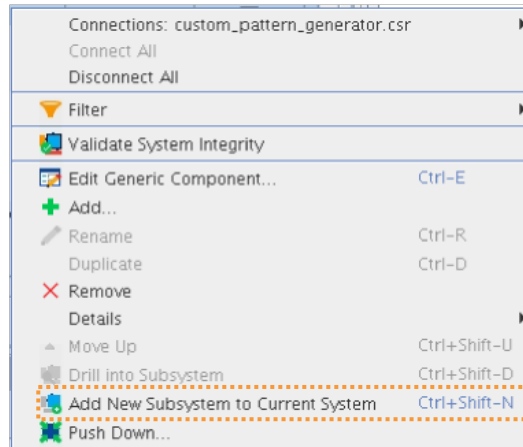 Connections: custom_pattern_generator.csr
Connect All
Disconnect All
Filter
Validate System Integrity
Edit Generic Component... Ctrl-E
Add...
Rename Ctrl-R
Duplicate Ctrl-D
Remove
Details
Move Up Ctrl+Shift-U
Drill into Subsystem Ctrl+Shift-D
Add New Subsystem to Current System Ctrl+Shift-N
Push Down...